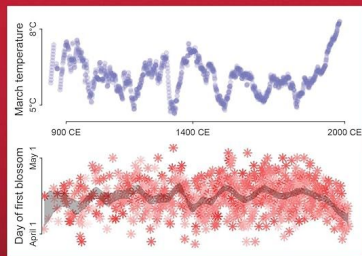 March temperature
8°C
5°C
900 CE
1400 CE
2000 CE
Day of first blossom
May 1
April 1